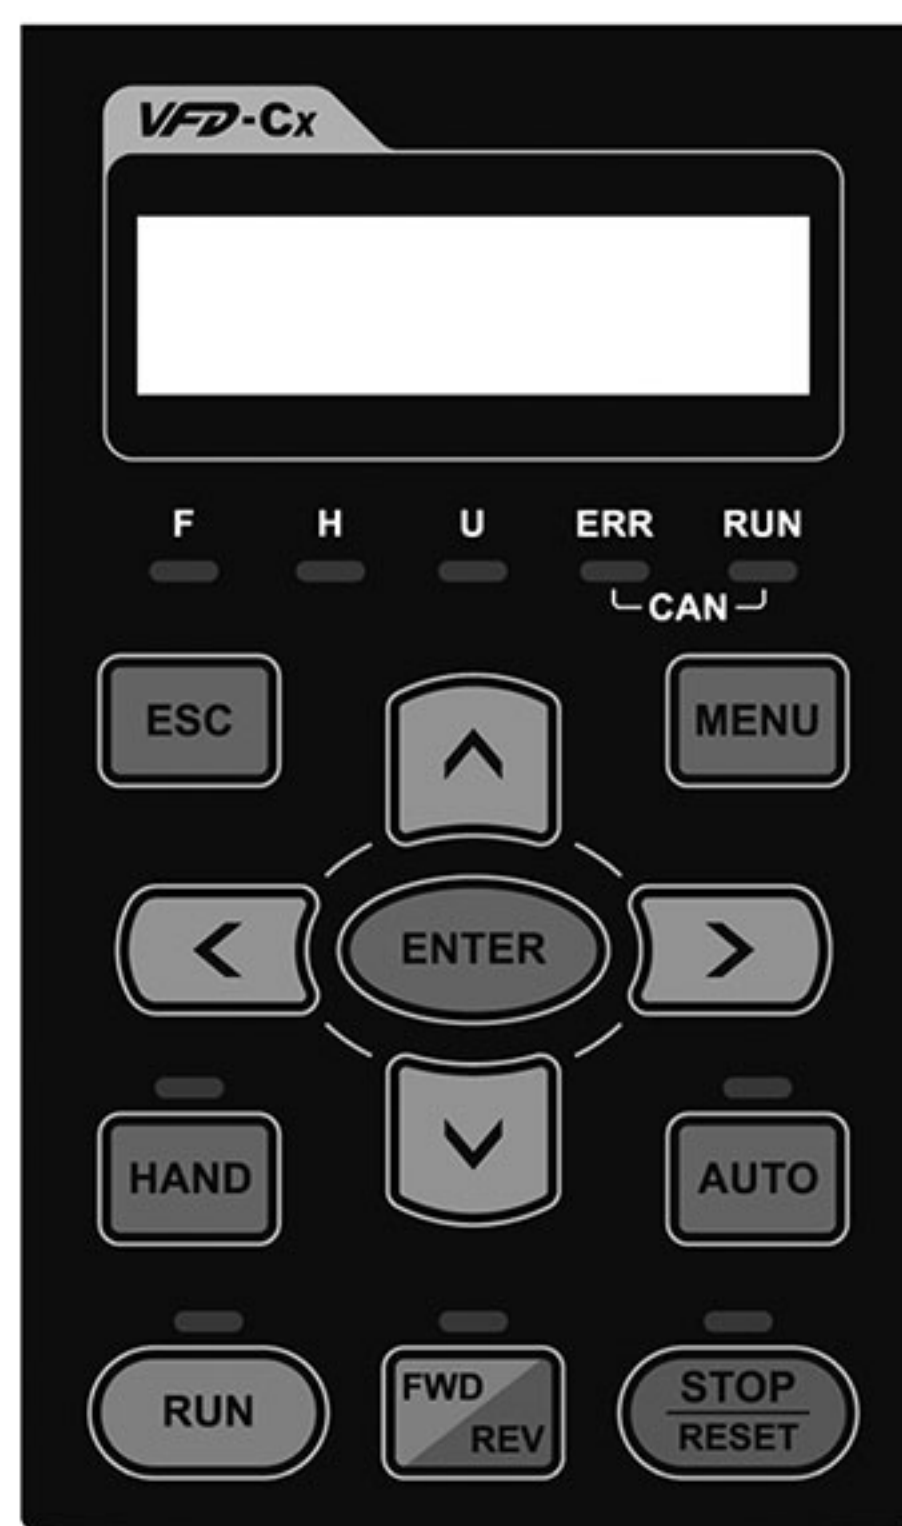 VFD-Cx
F H U ERR RUN
CAN
ESC MENU
ENTER
HAND AUTO
RUN FWD REV STOP
RESET